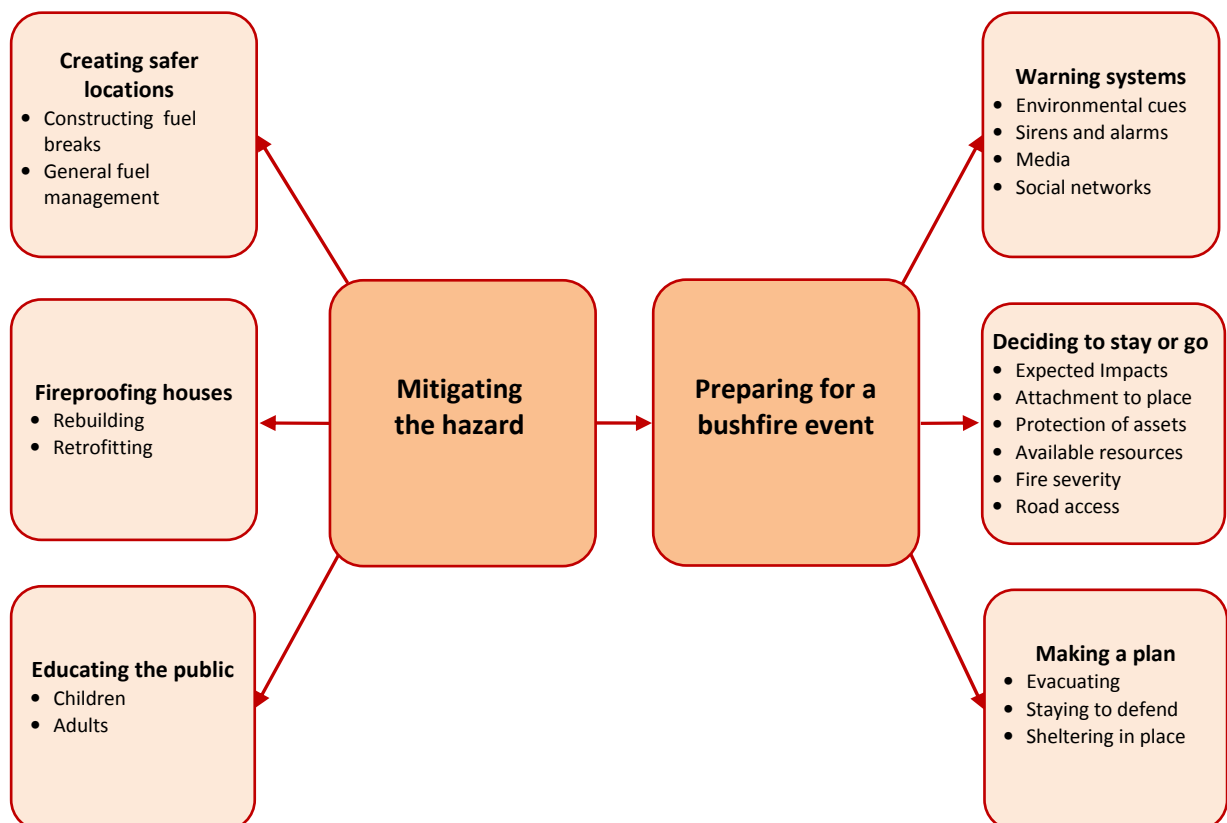 Creating safer
locations
• Constructing fuel
breaks
• General fuel
management
Fireproofing houses
• Rebuilding
• Retrofitting
Educating the public
• Children
• Adults
Mitigating
the hazard
Preparing for a
bushfire event
Warning systems
• Environmental cues
• Sirens and alarms
• Media
• Social networks
Deciding to stay or go
• Expected Impacts
• Attachment to place
• Protection of assets
• Available resources
• Fire severity
• Road access
Making a plan
• Evacuating
• Staying to defend
• Sheltering in place